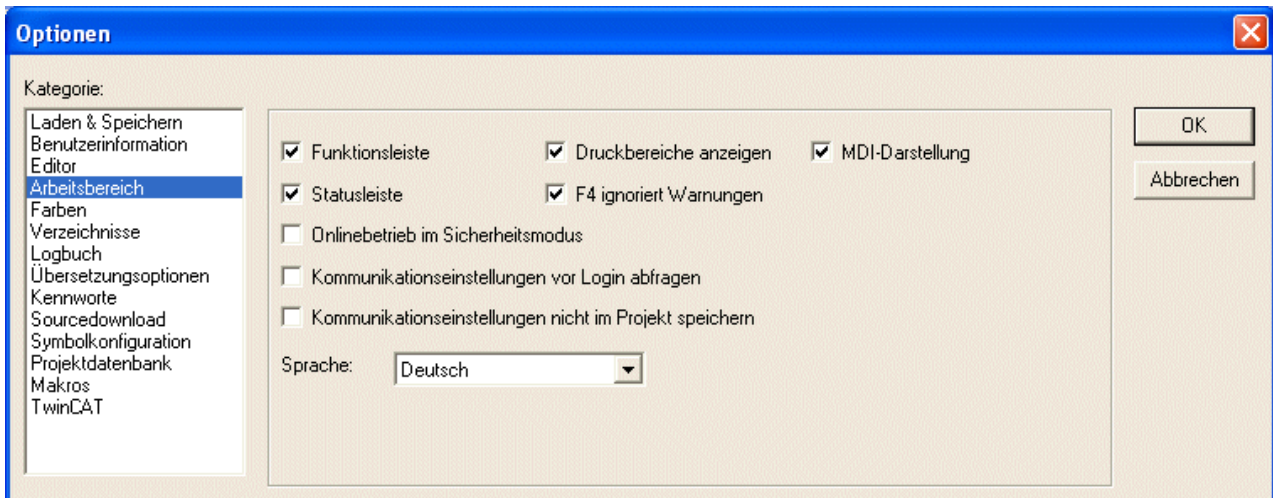 Optionen
Kategorie:
Laden & Speichern
Benutzerinformation
Editor
Arbeitsbereich
Farben
Verzeichnisse
Logbuch
Übersetzungsoptionen
Kennworte
Sourcedownload
Symbolkonfiguration
Projektdatenbank
Makros
TwinCAT
Funktionsleiste
Druckbereiche anzeigen
MDI-Darstellung
Statusleiste
F4 ignoriert Warnungen
Onlinebetrieb im Sicherheitsmodus
Kommunikationseinstellungen vor Login abfragen
Kommunikationseinstellungen nicht im Projekt speichern
Sprache:
Deutsch
OK
Abbrechen